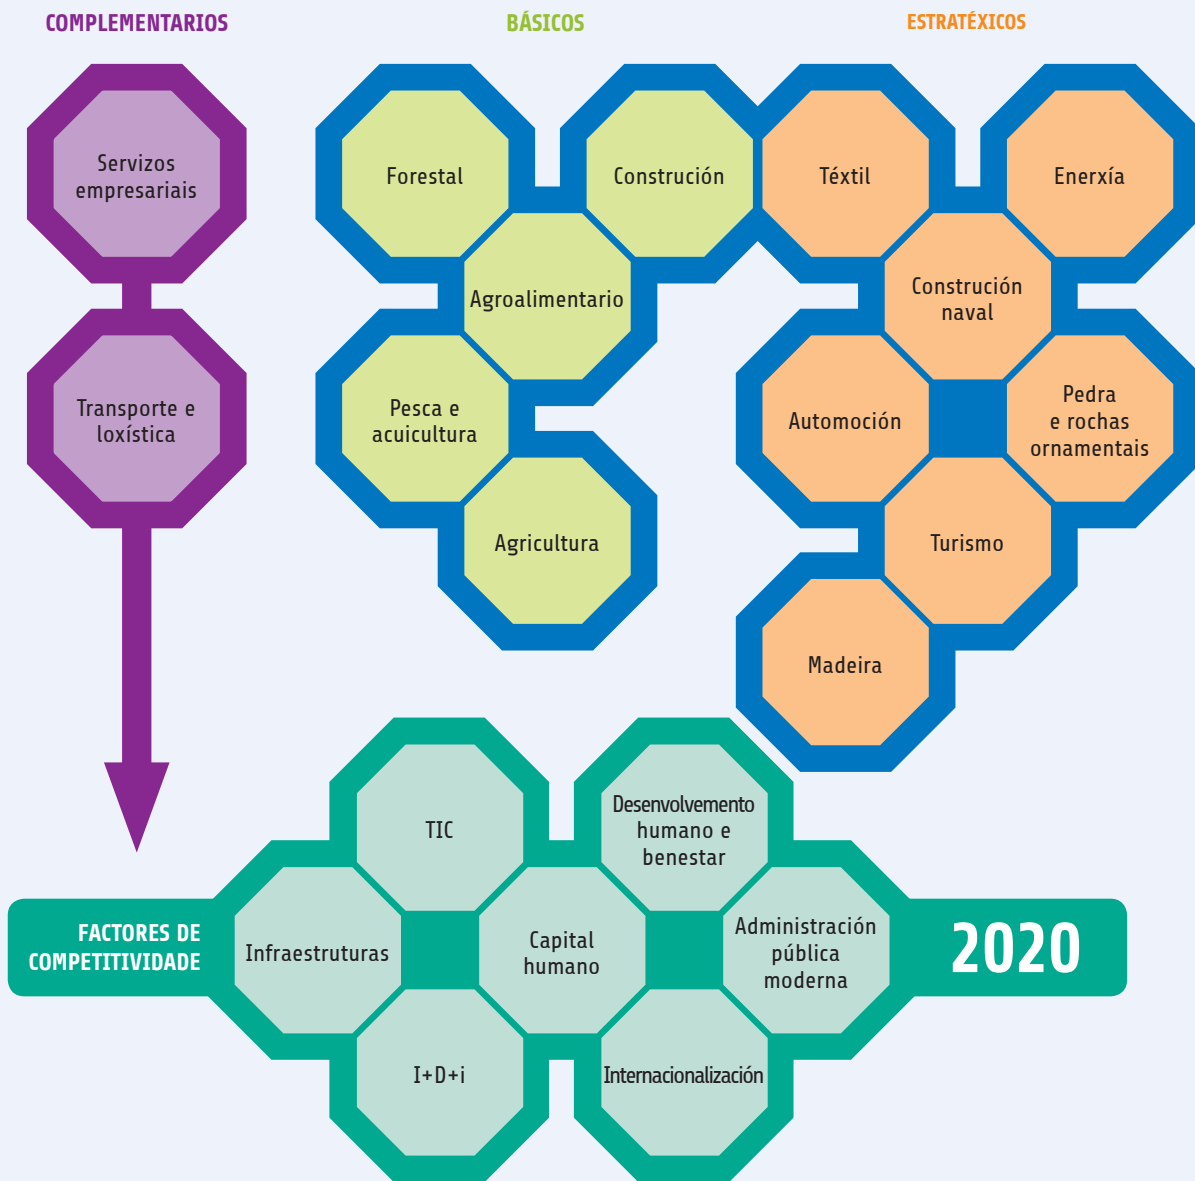 COMPLEMENTARIOS
BÁSICOS
ESTRATÉXICOS
Servizos
empresariais
Transporte e
loxística
Forestal
Construción
Agroalimentario
Pesca e
acuicultura
Agricultura
Téxtil
Enerxía
Construción
naval
Automoción
Pedra
e rochas
ornamentais
Turismo
Madeira
FACTORES DE
COMPETITIVIDADE
TIC
Desenvolvemento
humano e
benestar
Infraestruturas
Capital
humano
Administración
pública
moderna
I+D+i
Internacionalización
2020